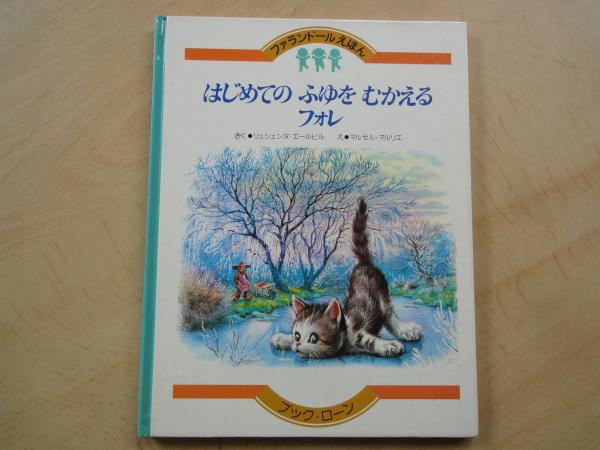 ファランドールえほん
はじめての ふゆを むかえる
フォレ
さく●リュシェンヌ・エールビル　え●マルセル・マルリエ
ブック・ローン